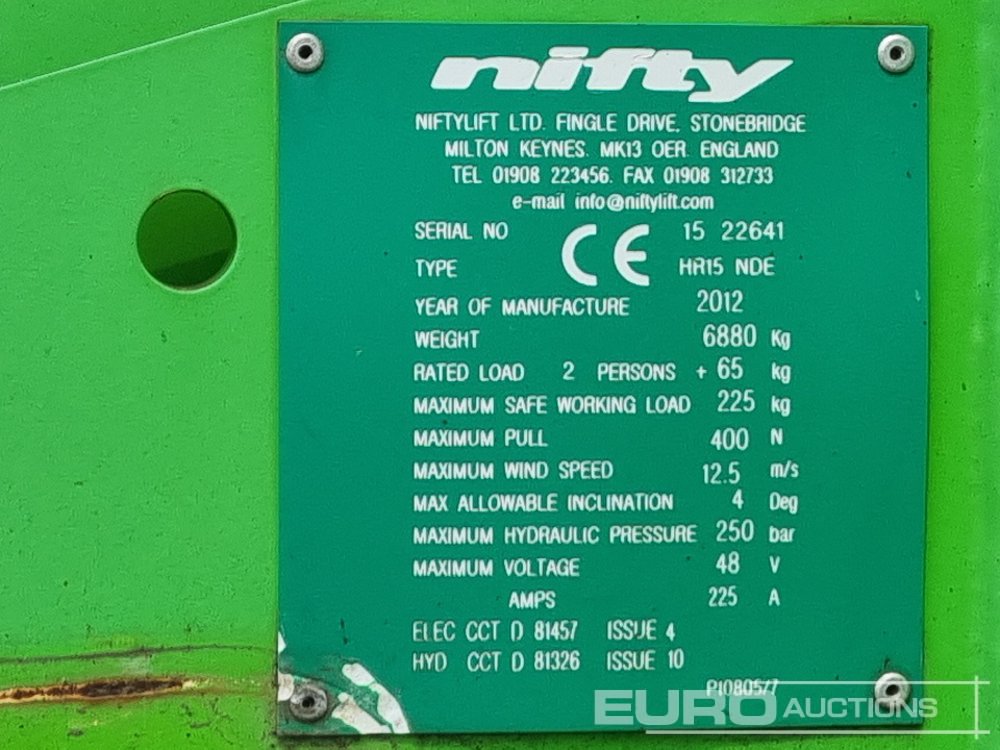 nifty
NIFTYLIFT LTD. FINGLE DRIVE, STONEBRIDGE
MILTON KEYNES. MK13 OER. ENGLAND
TEL 01908 223456. FAX 01908 312733
e-mail info@niftylift.com
SERIAL NO CE 15 22641
TYPE HR15 NDE
YEAR OF MANUFACTURE 2012
WEIGHT 6880 Kg
RATED LOAD 2 PERSONS + 65 kg
MAXIMUM SAFE WORKING LOAD 225 kg
MAXIMUM PULL 400 N
MAXIMUM WIND SPEED 12.5 m/s
MAX ALLOWABLE INCLINATION 4 Deg
MAXIMUM HYDRAULIC PRESSURE 250 bar
MAXIMUM VOLTAGE 48 V
AMPS 225 A
ELEC CCT D 81457 ISSUE 4
HYD CCT D 81326 ISSUE 10
P10805/7
EURO AUCTIONS